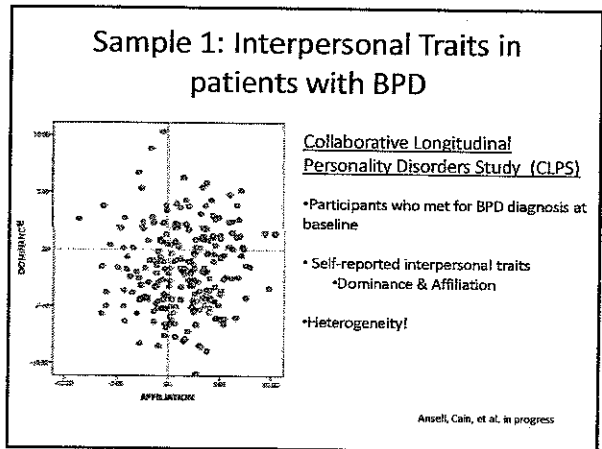 Sample 1: Interpersonal Traits in
patients with BPD
Collaborative Longitudinal
Personality Disorders Study (CLPS)
•Participants who met for BPD diagnosis at
baseline
• Self-reported interpersonal traits
•Dominance & Affiliation
•Heterogeneity!
DOMINANCE
AFFILIATION
Ansell, Cain, et al. in progress